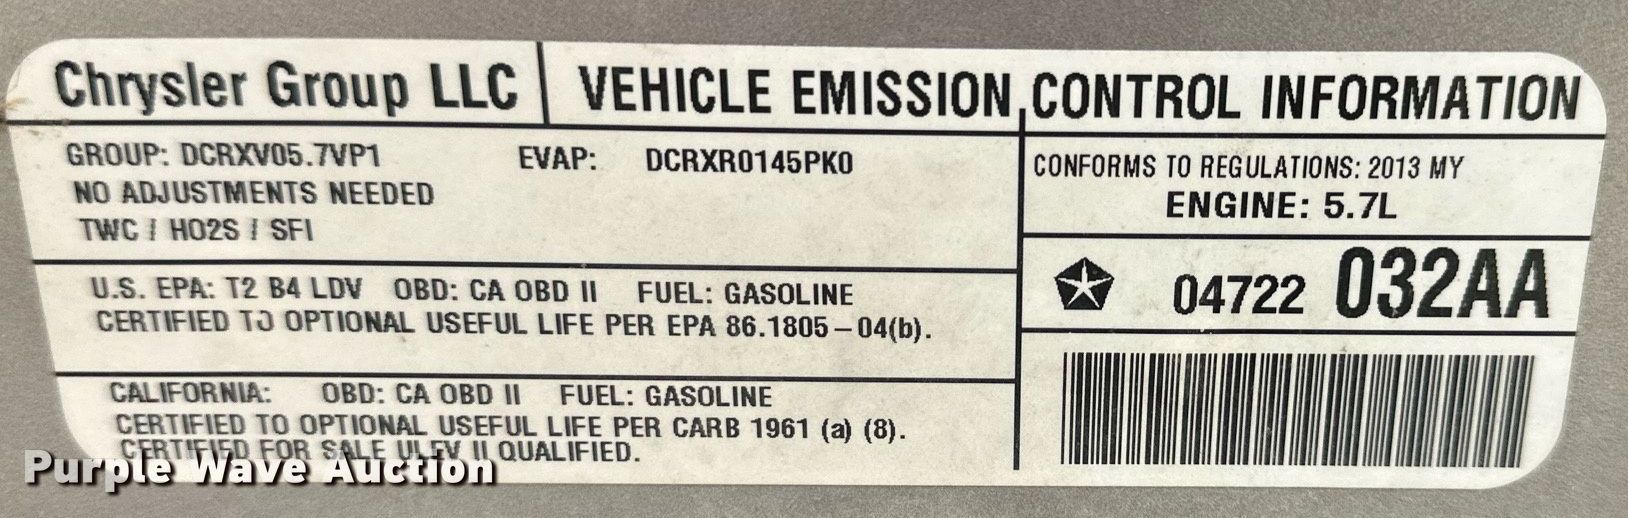 Chrysler Group LLC
VEHICLE EMISSION CONTROL INFORMATION
GROUP: DCRXV05.7VP1 EVAP: DCRXR0145PK0
NO ADJUSTMENTS NEEDED
TWC / HO2S / SFI
U.S. EPA: T2 B4 LDV OBD: CA OBD II FUEL: GASOLINE
CERTIFIED TO OPTIONAL USEFUL LIFE PER EPA 86.1805-04(b).
CALIFORNIA: OBD: CA OBD II FUEL: GASOLINE
CERTIFIED TO OPTIONAL USEFUL LIFE PER CARB 1961 (a) (8).
CERTIFIED FOR SALE ULEV II QUALIFIED.
CONFORMS TO REGULATIONS: 2013 MY
ENGINE: 5.7L
04722 032AA
Purple Wave Auction